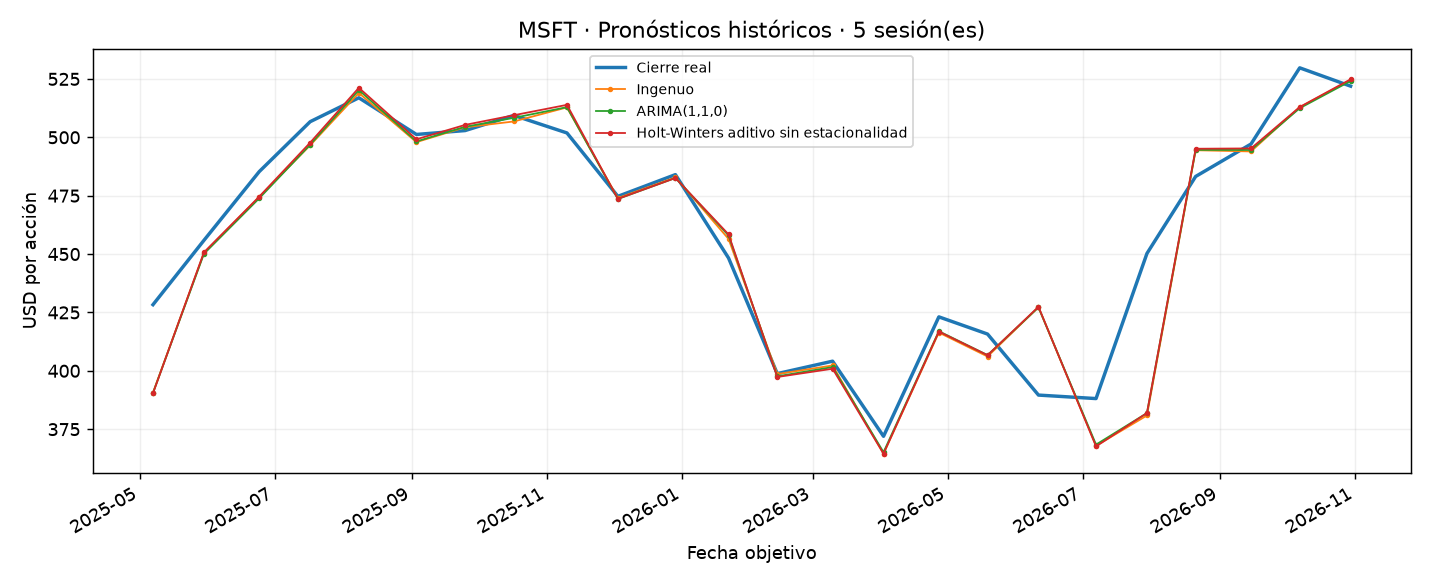 MSFT · Pronósticos históricos · 5 sesión(es)
Cierre real
Ingenuo
ARIMA(1,1,0)
Holt-Winters aditivo sin estacionalidad
USD por acción
525
500
475
450
425
400
375
2025-05
2025-07
2025-09
2025-11
2026-01
2026-03
2026-05
2026-07
2026-09
2026-11
Fecha objetivo